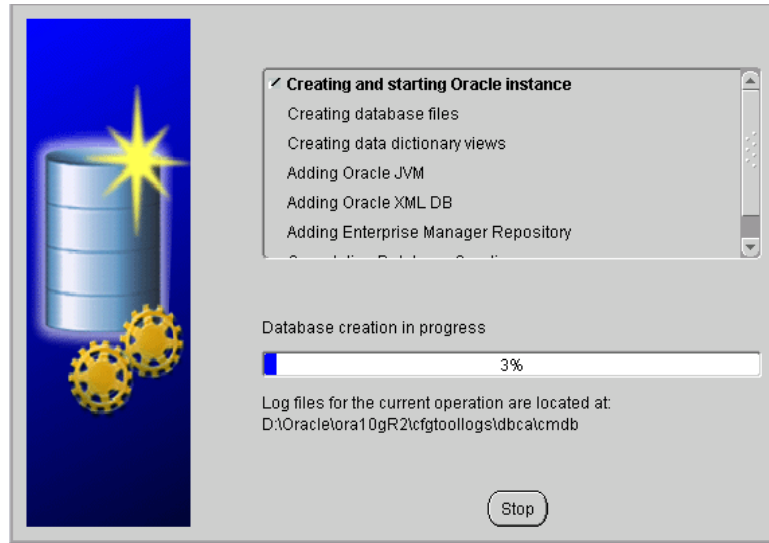 Creating and starting Oracle instance
Creating database files
Creating data dictionary views
Adding Oracle JVM
Adding Oracle XML DB
Adding Enterprise Manager Repository
Database creation in progress
3%
Log files for the current operation are located at:
D:\Oracle\ora10gR2\cfgtoollogs\dbca\cmdb
Stop